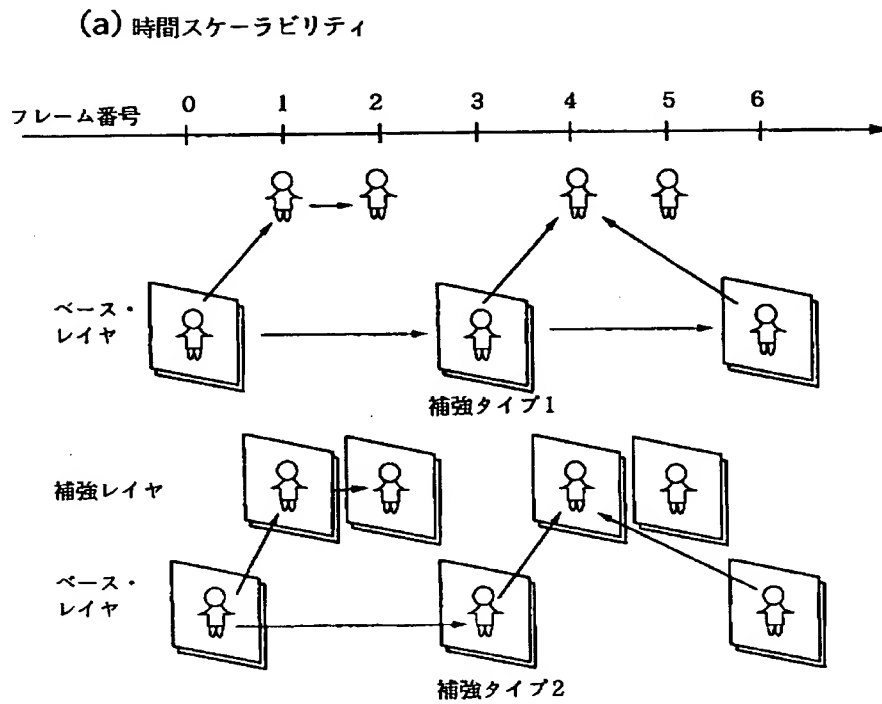 (a) 時間スケーラビリティ
フレーム番号 0 1 2 3 4 5 6
ベース・
レイヤ
補強タイプ1
補強レイヤ
ベース・
レイヤ
補強タイプ2